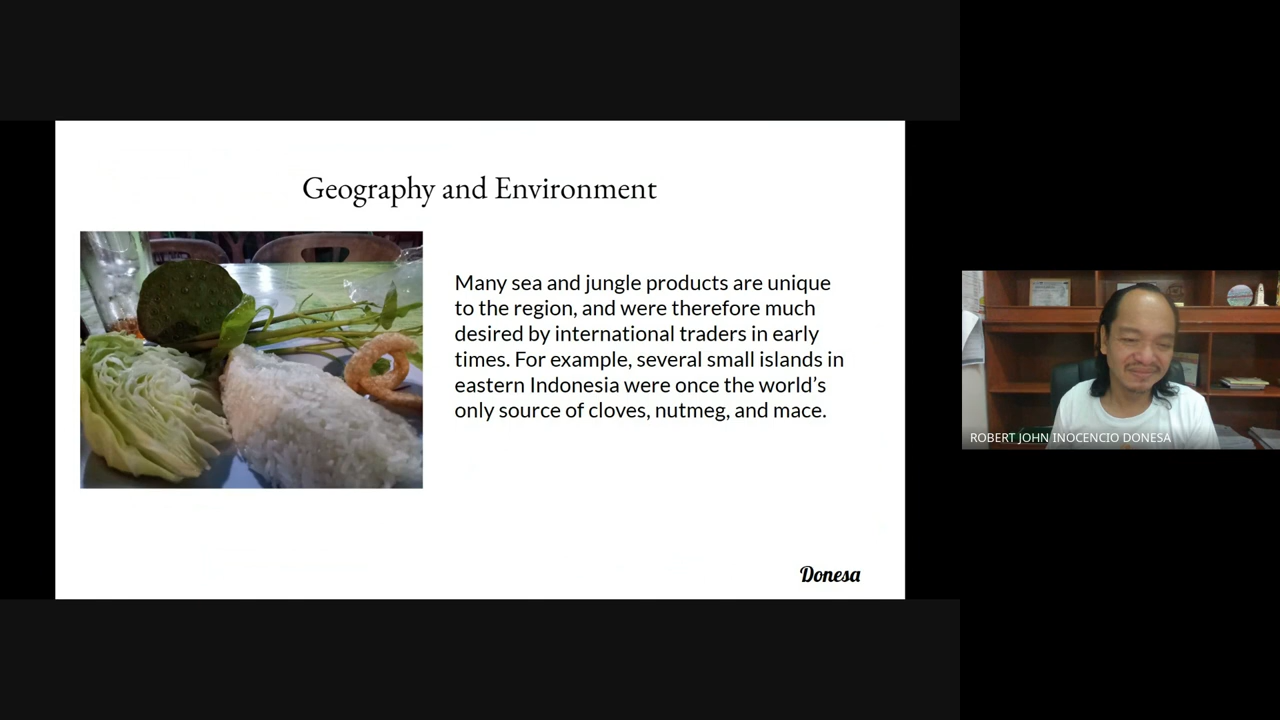 Geography and Environment
Many sea and jungle products are unique
to the region, and were therefore much
desired by international traders in early
times. For example, several small islands in
eastern Indonesia were once the world’s
only source of cloves, nutmeg, and mace.
Donesa
ROBERT JOHN INOCENCIO DONESA